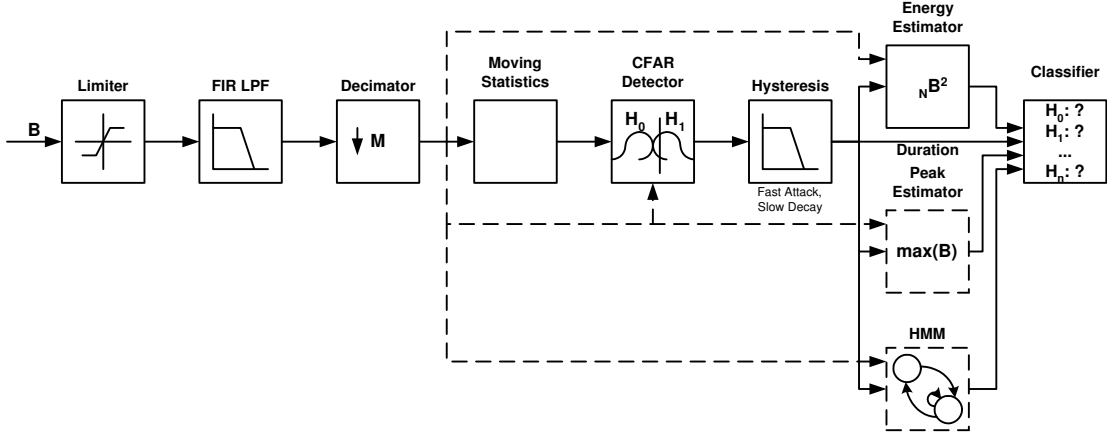 Energy
Estimator
Moving
Statistics
CFAR
Detector
Classifier
Limiter
FIR LPF
Decimator
Hysteresis
B
M
H0
H1
NB2
H0: ?
H1: ?
...
Hn: ?
Duration
Fast Attack,
Slow Decay
Peak
Estimator
max(B)
HMM